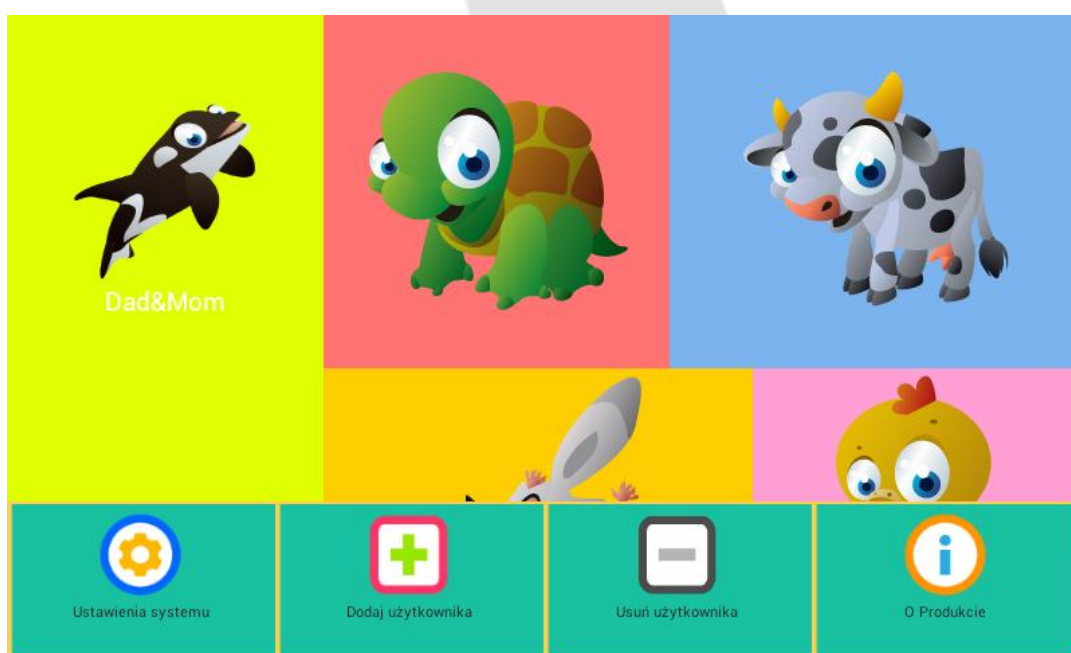 Dad&Mom
Ustawienia systemu
Dodaj użytkownika
Usuń użytkownika
O Produkcie